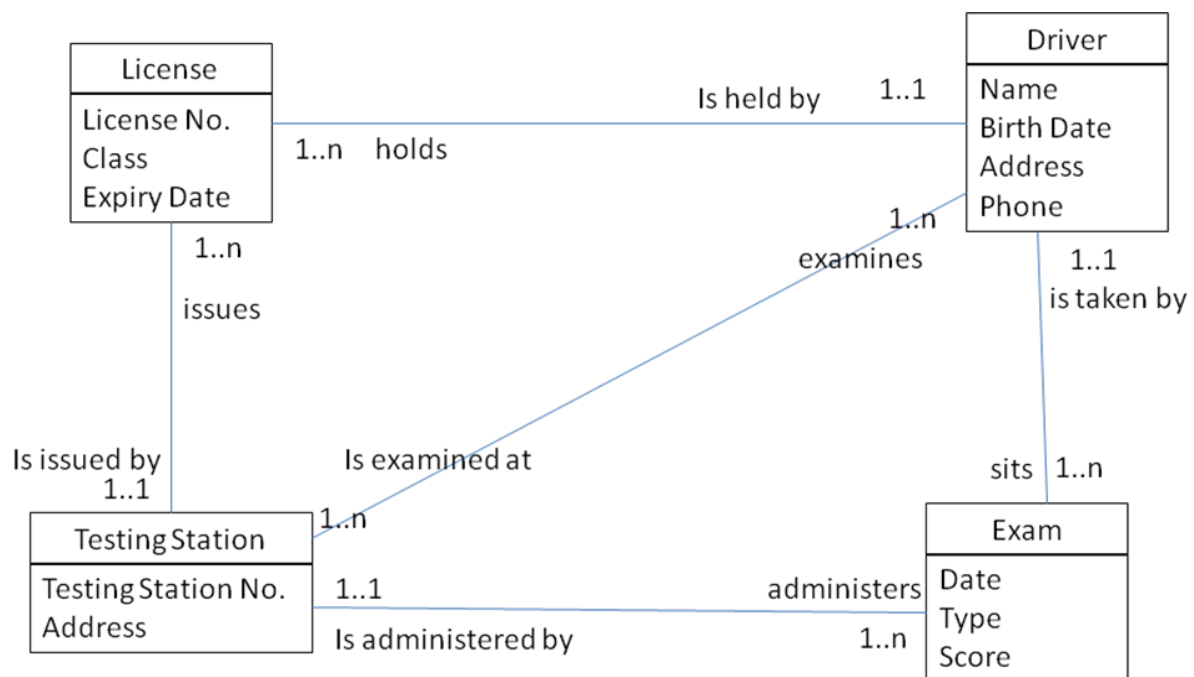 License
License No.
Class
Expiry Date
Driver
Name
Birth Date
Address
Phone
Is held by
1..1
1..n
holds
1..n
issues
Is issued by
1..1
1..n
examines
Is examined at
1..n
1..1
is taken by
sits
1..n
Testing Station
Testing Station No.
Address
1..1
Is administered by
administers
1..n
Exam
Date
Type
Score